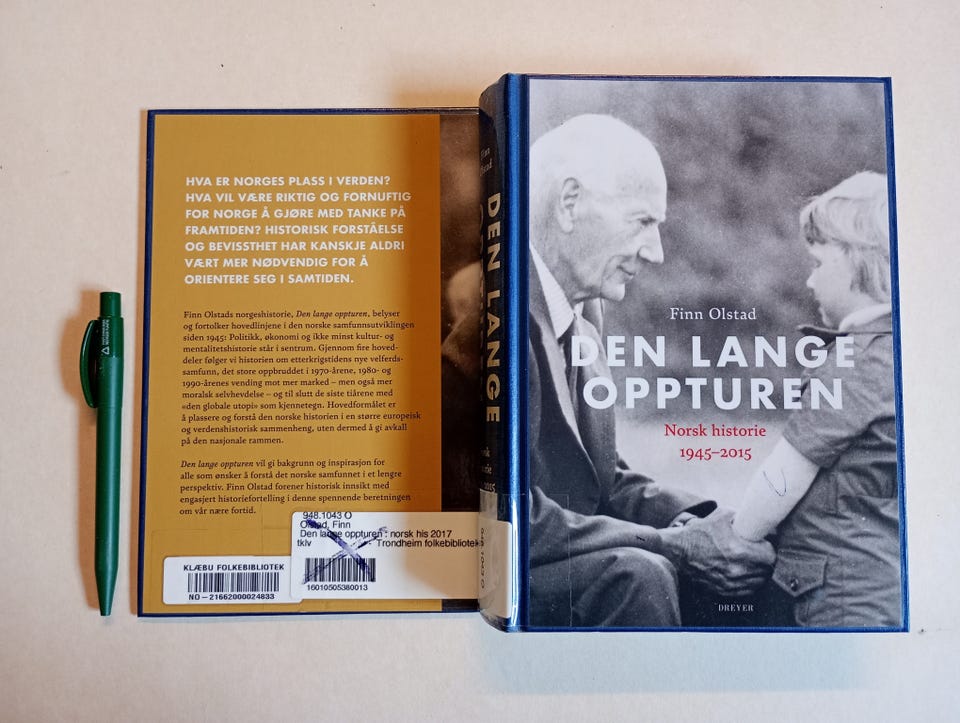 HVA ER NORGES PLASS I VERDEN?
HVA VIL VÆRE RIKTIG OG FORNUFTIG
FOR NORGE Å GJØRE MED TANKE PÅ
FRAMTIDEN? HISTORISK FORSTÅELSE
OG BEVISSTHET HAR KANSKJE ALDRI
VÆRT MER NØDVENDIG FOR Å
ORIENTERE SEG I SAMTIDEN.
Finn Olstads norgeshistorie, Den lange oppturen, belyser
og fortolker hovedlinjene i den norske samfunnsutviklingen
siden 1945: Politikk, økonomi og ikke minst kultur- og
mentalitetshistorie står i sentrum. Gjennom fire hoved-
deler følger vi historien om etterkrigstidens nye velferds-
samfunn, det store oppbruddet i 1970-årene, 1980- og
1990-årenes vending mot mer marked – men også mer
moralsk selvhevdelse – og til slutt de siste tiårene med
«den globale utopi» som kjennetegn. Hovedformålet er
å plassere og forstå den norske historien i en større europeisk
og verdenshistorisk sammenheng, uten dermed å gi avkall
på den nasjonale rammen.
Den lange oppturen vil gi bakgrunn og inspirasjon for
alle som ønsker å forstå det norske samfunnet i et lengre
perspektiv. Finn Olstad forener historisk innsikt med
engasjert historiefortelling i denne spennende beretningen
om vår nære fortid.
948.1043 O
Olstad, Finn
Den lange oppturen : norsk his 2017
tklv Trondheim folkebibliotek
16010505380013
KLÆBU FOLKEBIBLIOTEK
NO – 21662000024833
Finn
Olstad
DEN LANGE
Norsk
historie
2015
948.1043 O
Finn Olstad
DEN LANGE
OPPTUREN
Norsk historie
1945–2015
DREYER